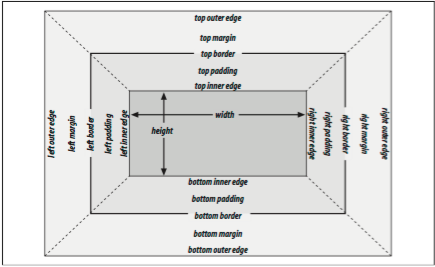 top outer edge
top margin
top border
top padding
top inner edge
left outer edge
left margin
left border
left padding
left inner edge
width
height
right inner edge
right padding
right border
right margin
right outer edge
bottom inner edge
bottom padding
bottom border
bottom margin
bottom outer edge